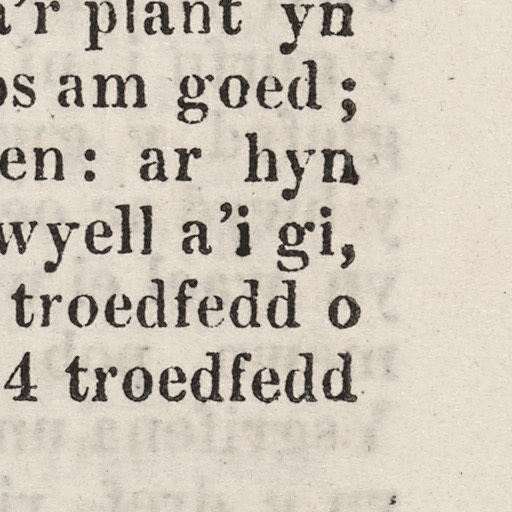 a'r plant yn
os am goed;
en: ar hyn
wyell a'i gi,
troedfedd o
4 troedfedd